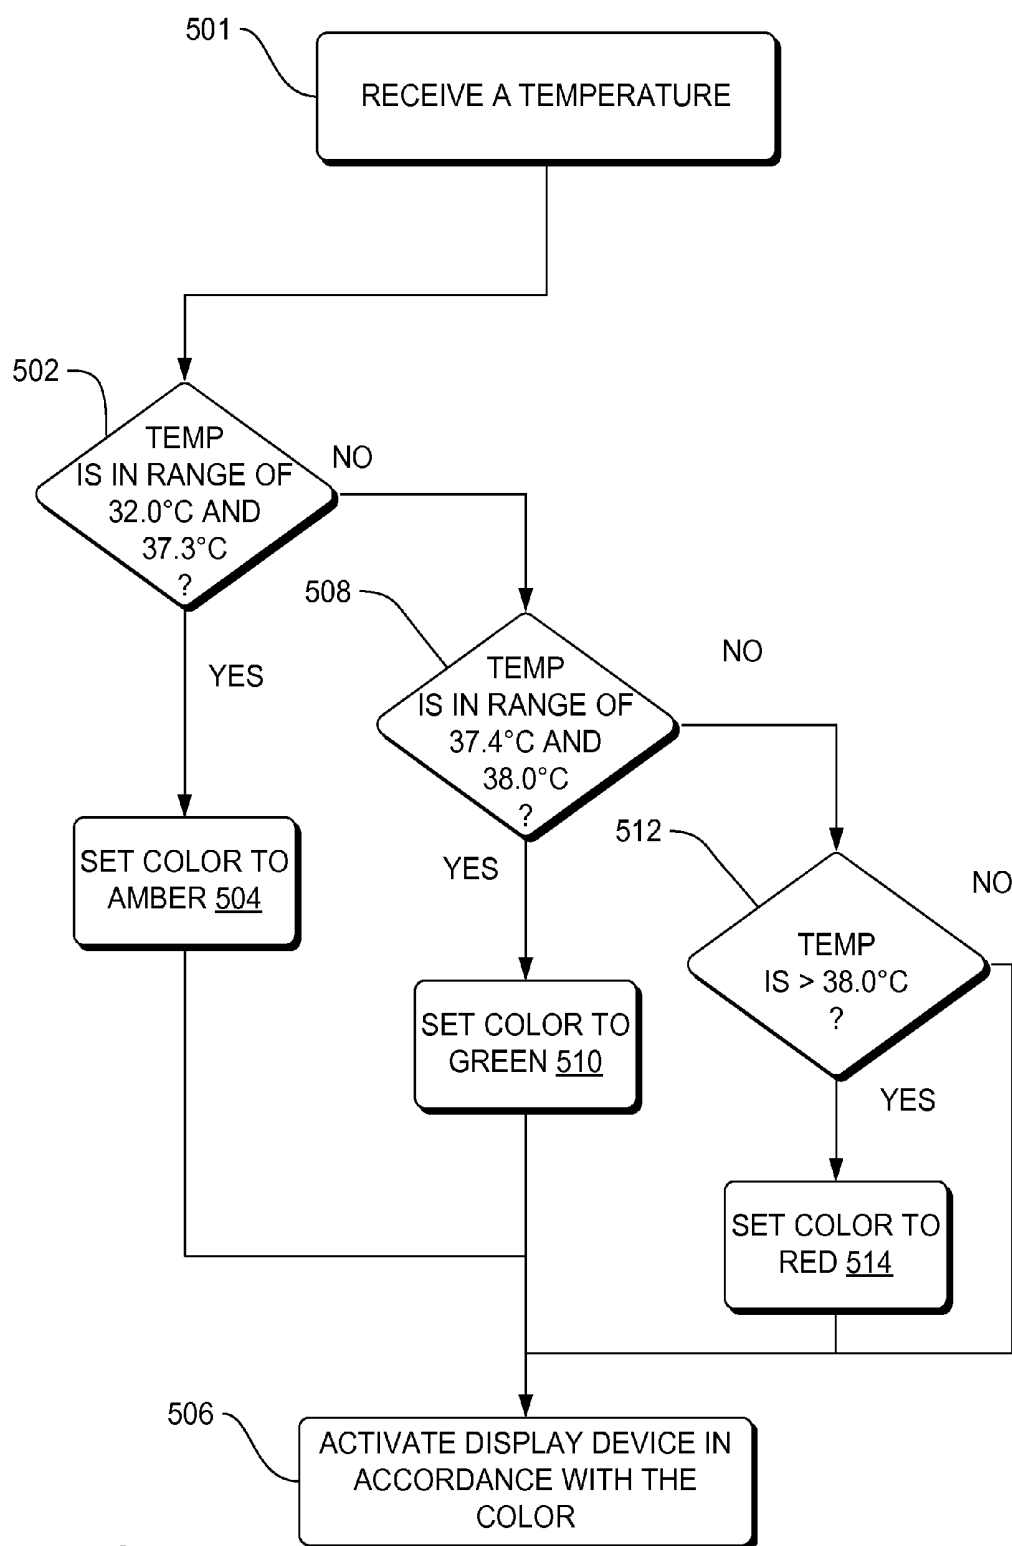 501
RECEIVE A TEMPERATURE
502
TEMP
IS IN RANGE OF
32.0°C AND
37.3°C
?
NO
YES
508
TEMP
IS IN RANGE OF
37.4°C AND
38.0°C
?
NO
YES
512
TEMP
IS > 38.0°C
?
NO
YES
SET COLOR TO
AMBER 504
SET COLOR TO
GREEN 510
SET COLOR TO
RED 514
506
ACTIVATE DISPLAY DEVICE IN
ACCORDANCE WITH THE
COLOR